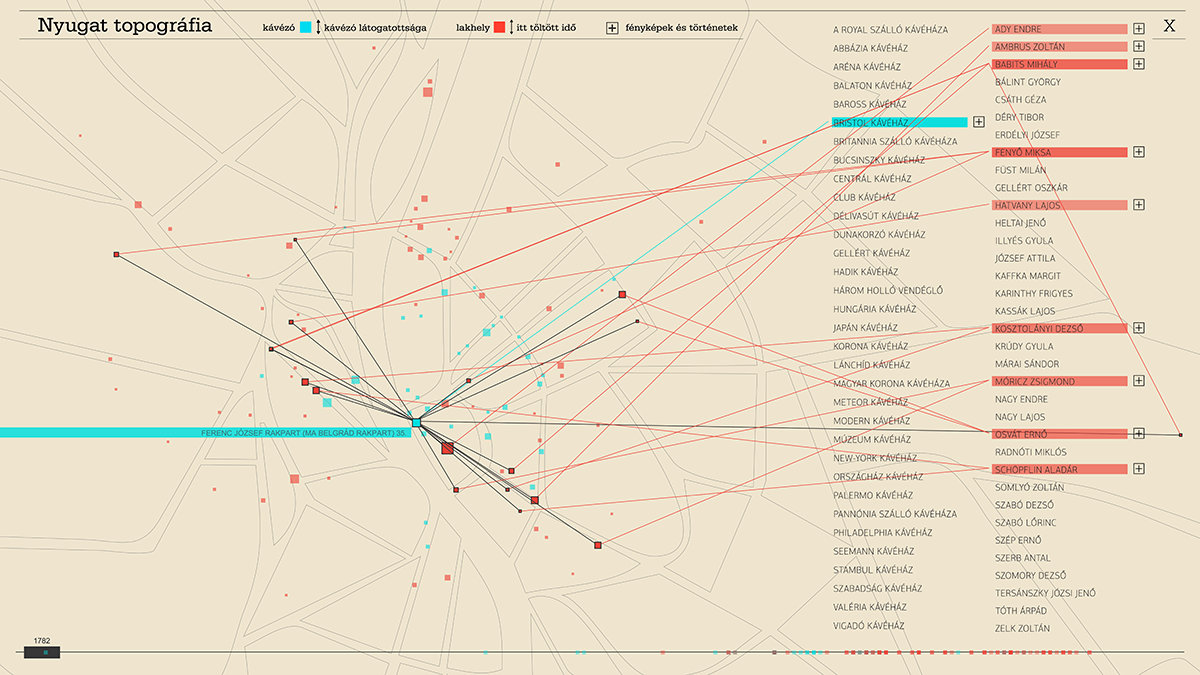 Nyugat topográfia
kávézó
kávézó látogatottsága
lakhely
itt töltött idő
fényképek és történetek
X
A ROYAL SZÁLLÓ KÁVÉHÁZA
ABBÁZIA KÁVÉHÁZ
ARÉNA KÁVÉHÁZ
BALATON KÁVÉHÁZ
BAROSS KÁVÉHÁZ
BRISTOL KÁVÉHÁZ
BRITANNIA SZÁLLÓ KÁVÉHÁZA
BUCSINSZKY KÁVÉHÁZ
CENTRÁL KÁVÉHÁZ
CLUB KÁVÉHÁZ
DÉLIVASÚT KÁVÉHÁZ
DUNAKORZÓ KÁVÉHÁZ
GELLÉRT KÁVÉHÁZ
HADIK KÁVÉHÁZ
HÁROM HOLLÓ VENDÉGLŐ
HUNGÁRIA KÁVÉHÁZ
JAPÁN KÁVÉHÁZ
KORONA KÁVÉHÁZ
LÁNCHÍD KÁVÉHÁZ
MAGYAR KORONA KÁVÉHÁZA
METEOR KÁVÉHÁZ
MODERN KÁVÉHÁZ
MÚZEUM KÁVÉHÁZ
NEW YORK KÁVÉHÁZ
ORSZÁGHÁZ KÁVÉHÁZ
PALERMO KÁVÉHÁZ
PANNÓNIA SZÁLLÓ KÁVÉHÁZA
PHILADELPHIA KÁVÉHÁZ
SEEMANN KÁVÉHÁZ
STAMBUL KÁVÉHÁZ
SZABADSÁG KÁVÉHÁZ
VALÉRIA KÁVÉHÁZ
VIGADÓ KÁVÉHÁZ
ADY ENDRE
AMBRUS ZOLTÁN
BABITS MIHÁLY
BÁLINT GYÖRGY
CSÁTH GÉZA
DÉRY TIBOR
ERDÉLYI JÓZSEF
FENYŐ MIKSA
FÜST MILÁN
GELLÉRT OSZKÁR
HATVANY LAJOS
HELTAI JENŐ
ILLYÉS GYULA
JÓZSEF ATTILA
KAFFKA MARGIT
KARINTHY FRIGYES
KASSÁK LAJOS
KOSZTOLÁNYI DEZSŐ
KRÚDY GYULA
MÁRAI SÁNDOR
MÓRICZ ZSIGMOND
NAGY ENDRE
NAGY LAJOS
OSVÁT ERNŐ
RADNÓTI MIKLÓS
SCHÖPFLIN ALADÁR
SOMLYÓ ZOLTÁN
SZABÓ DEZSŐ
SZABÓ LŐRINC
SZÉP ERNŐ
SZERB ANTAL
SZOMORY DEZSŐ
TERSÁNSZKY JÓZSI JENŐ
TÓTH ÁRPÁD
ZELK ZOLTÁN
FERENC JÓZSEF RAKPART (MA BELGRÁD RAKPART) 35.
1782